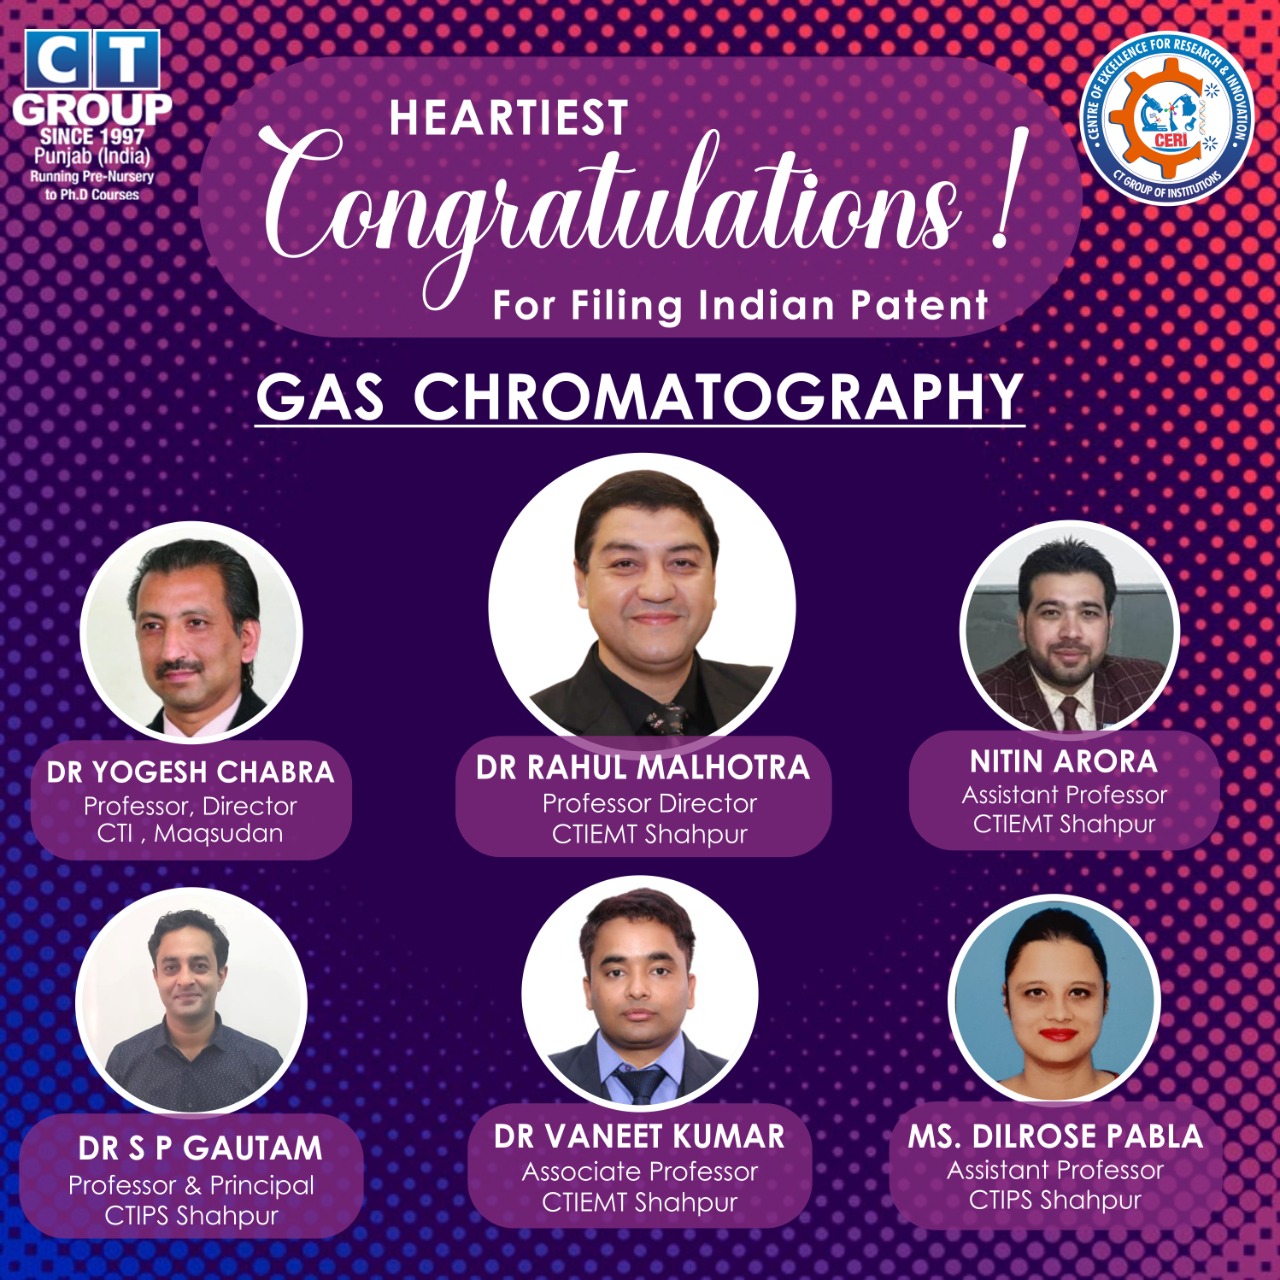 CT
GROUP
SINCE 1997
Punjab (India)
Running Pre-Nursery
to Ph.D Courses
HEARTIEST
Congratulations !
For Filing Indian Patent
CENTRE OF EXCELLENCE FOR RESEARCH & INNOVATION
CERI
CT GROUP OF INSTITUTIONS
GAS CHROMATOGRAPHY
DR YOGESH CHABRA
Professor, Director
CTI , Maqsudan
DR RAHUL MALHOTRA
Professor Director
CTIEMT Shahpur
NITIN ARORA
Assistant Professor
CTIEMT Shahpur
DR S P GAUTAM
Professor & Principal
CTIPS Shahpur
DR VANEET KUMAR
Associate Professor
CTIEMT Shahpur
MS. DILROSE PABLA
Assistant Professor
CTIPS Shahpur